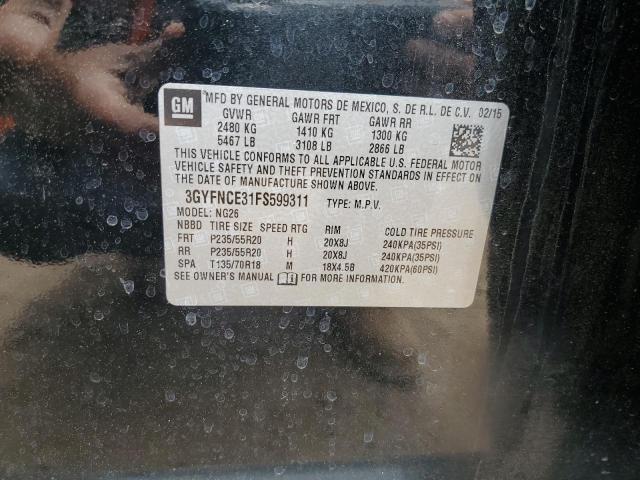 GM MFD BY GENERAL MOTORS DE MEXICO, S. DE R.L. DE C.V. 02/15
GVWR GAWR FRT GAWR RR
2480 KG 1410 KG 1300 KG
5467 LB 3108 LB 2866 LB
THIS VEHICLE CONFORMS TO ALL APPLICABLE U.S. FEDERAL MOTOR
VEHICLE SAFETY AND THEFT PREVENTION STANDARDS IN EFFECT ON
THE DATE OF MANUFACTURE SHOWN ABOVE.
3GYFNCE31FS599311 TYPE: M.P.V.
MODEL: NG26
NBBD TIRE SIZE SPEED RTG RIM COLD TIRE PRESSURE
FRT P235/55R20 H 20X8J 240KPA(35PSI)
RR P235/55R20 H 20X8J 240KPA(35PSI)
SPA T135/70R18 M 18X4.5B 420KPA(60PSI)
SEE OWNER'S MANUAL FOR MORE INFORMATION.